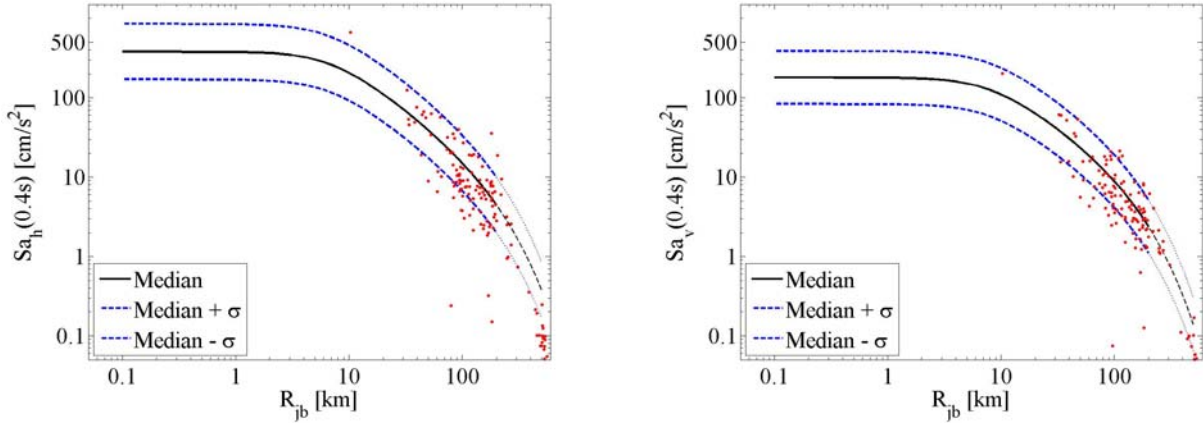 Sa_h(0.4s) [cm/s²]
500
100
10
1
0.1
Median
Median + σ
Median - σ
0.1 1 10 100
R_jb [km]
Sa_v(0.4s) [cm/s²]
500
100
10
1
0.1
Median
Median + σ
Median - σ
0.1 1 10 100
R_jb [km]